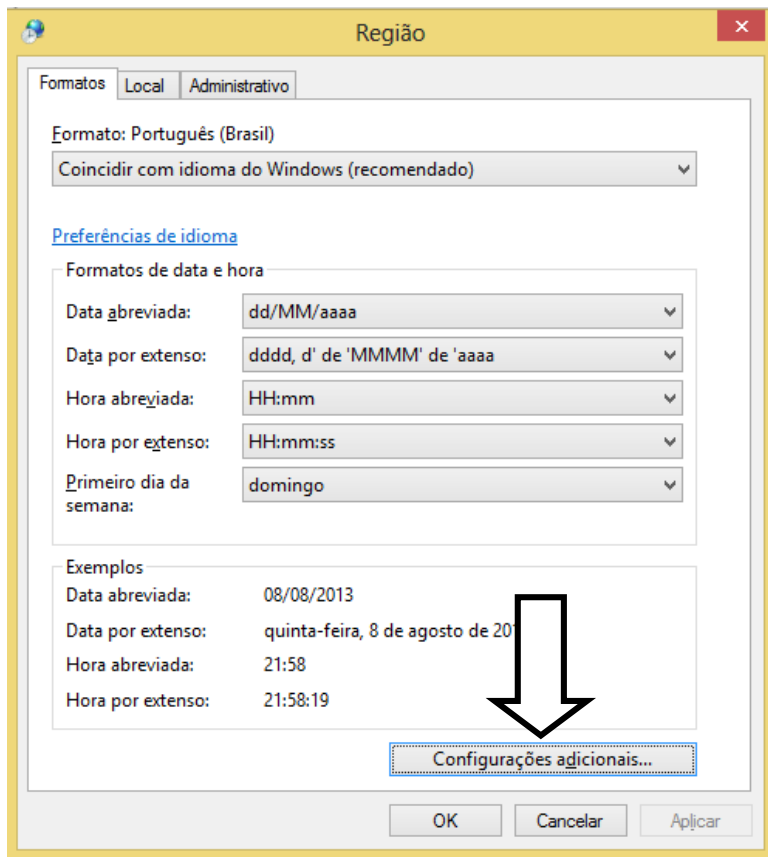 Região
Formatos Local Administrativo
Formato: Português (Brasil)
Coincidir com idioma do Windows (recomendado)
Preferências de idioma
Formatos de data e hora
Data abreviada: dd/MM/aaaa
Data por extenso: dddd, d' de 'MMMM' de 'aaaa
Hora abreviada: HH:mm
Hora por extenso: HH:mm:ss
Primeiro dia da
semana:
domingo
Exemplos
Data abreviada: 08/08/2013
Data por extenso: quinta-feira, 8 de agosto de
Hora abreviada: 21:58
Hora por extenso: 21:58:19
Configurações adicionais...
OK Cancelar Aplicar